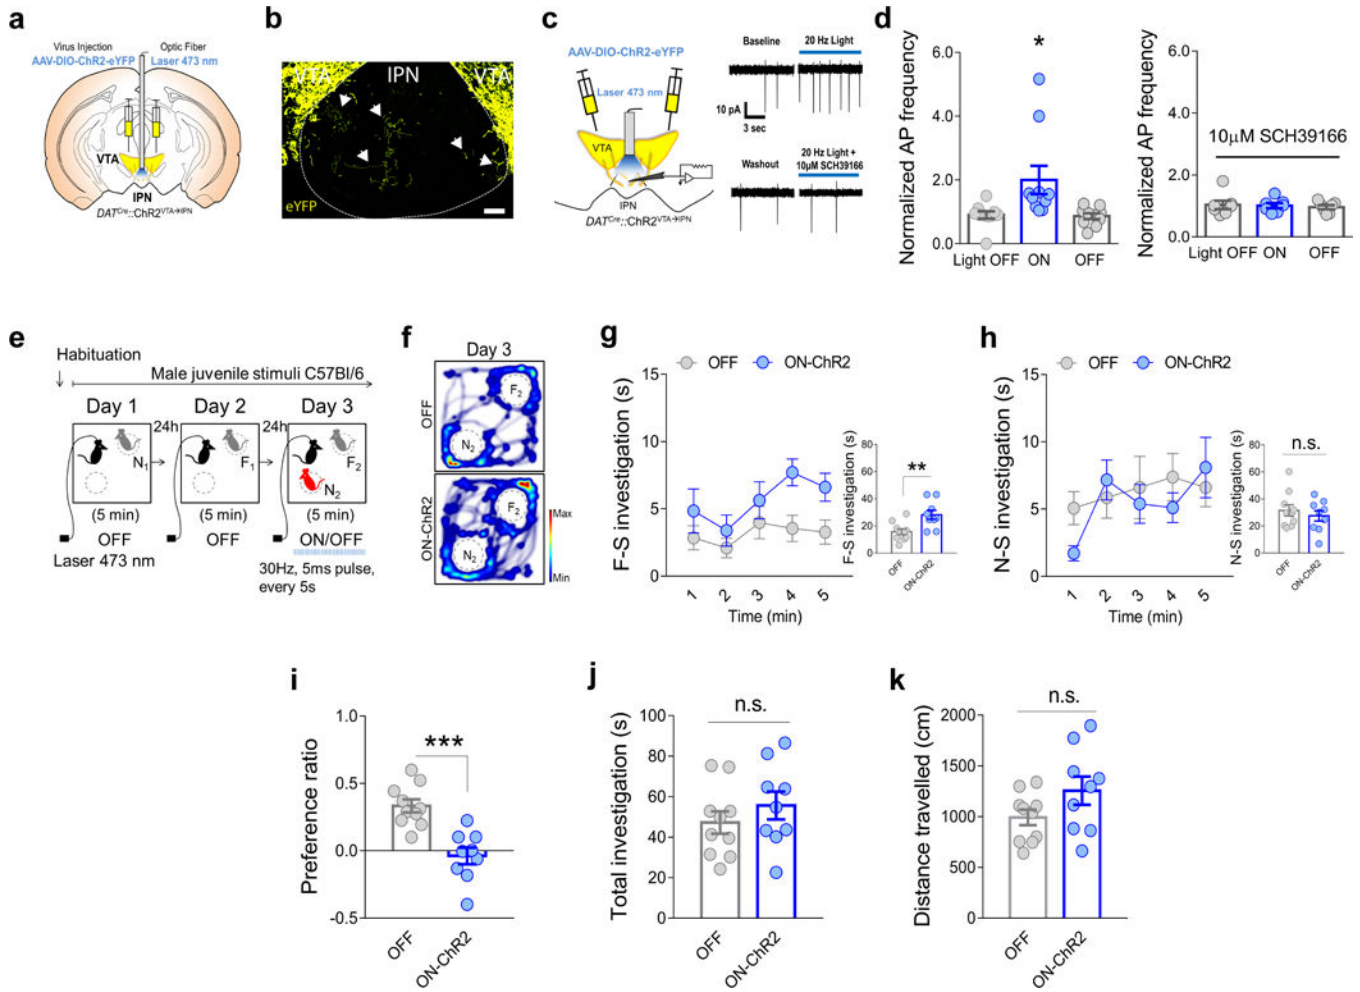 a
Virus Injection
AAV-DIO-ChR2-eYFP
Optic Fiber
Laser 473 nm
VTA
IPN
DATCre::ChR2VTA→IPN
b
VTA
IPN
VTA
eYFP
c
AAV-DIO-ChR2-eYFP
Laser 473 nm
VTA
IPN
DATCre::ChR2VTA→IPN
Baseline
20 Hz Light
10 pA
3 sec
Washout
20 Hz Light +
10µM SCH39166
d
Normalized AP frequency
6.0
4.0
2.0
0.0
*
Light OFF
ON
OFF
Normalized AP frequency
6.0
4.0
2.0
0.0
10µM SCH39166
Light OFF
ON
OFF
e
Habituation
Male juvenile stimuli C57Bl/6
Day 1
24h
Day 2
24h
Day 3
N1
F1
F2
N2
(5 min)
(5 min)
(5 min)
OFF
OFF
ON/OFF
Laser 473 nm
30Hz, 5ms pulse,
every 5s
f
Day 3
OFF
F2
N2
ON-ChR2
F2
N2
Max
Min
g
OFF
ON-ChR2
F-S investigation (s)
15
10
5
0
1
2
3
4
5
Time (min)
F-S investigation (s)
80
60
40
20
0
**
OFF
ON-ChR2
h
OFF
ON-ChR2
N-S investigation (s)
15
10
5
0
1
2
3
4
5
Time (min)
N-S investigation (s)
80
60
40
20
0
n.s.
OFF
ON-ChR2
i
Preference ratio
1.0
0.5
0.0
-0.5
***
OFF
ON-ChR2
j
Total investigation (s)
100
80
60
40
20
0
n.s.
OFF
ON-ChR2
k
Distance travelled (cm)
2000
1500
1000
500
0
n.s.
OFF
ON-ChR2